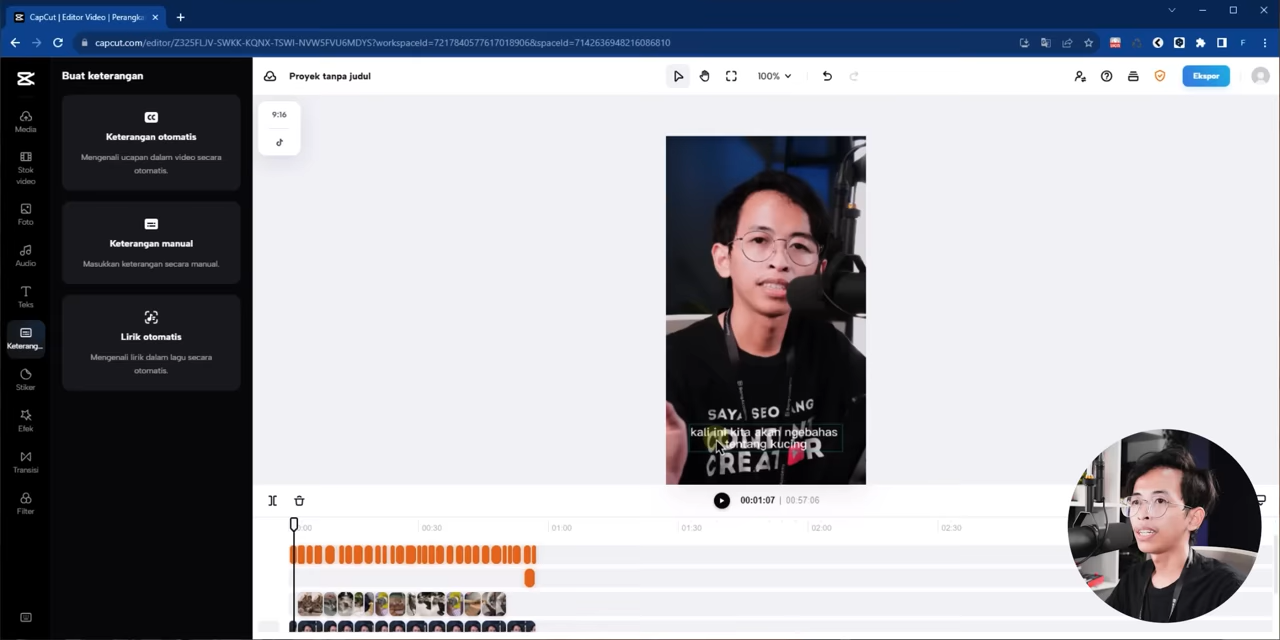 CapCut | Editor Video | Perangka
capcut.com/editor/Z325FLJV-SWKK-KQNX-TSWI-NVW5FVU6MDYS?workspaceId=7217840577617018906&spaceId=7142636948216086810
F
Buat keterangan
Proyek tanpa judul
100%
Ekspor
Media
Stok
video
Foto
Audio
Teks
Keterang...
Stiker
Efek
Transisi
Filter
Keterangan otomatis
Mengenali ucapan dalam video secara
otomatis.
Keterangan manual
Masukkan keterangan secara manual.
Lirik otomatis
Mengenali lirik dalam lagu secara
otomatis.
9:16
SAYA SEORANG
kali ini kita akan ngebahas
tentang kucing
CREATOR
00:01:07 | 00:57:06
00:30
01:00
01:30
02:00
02:30